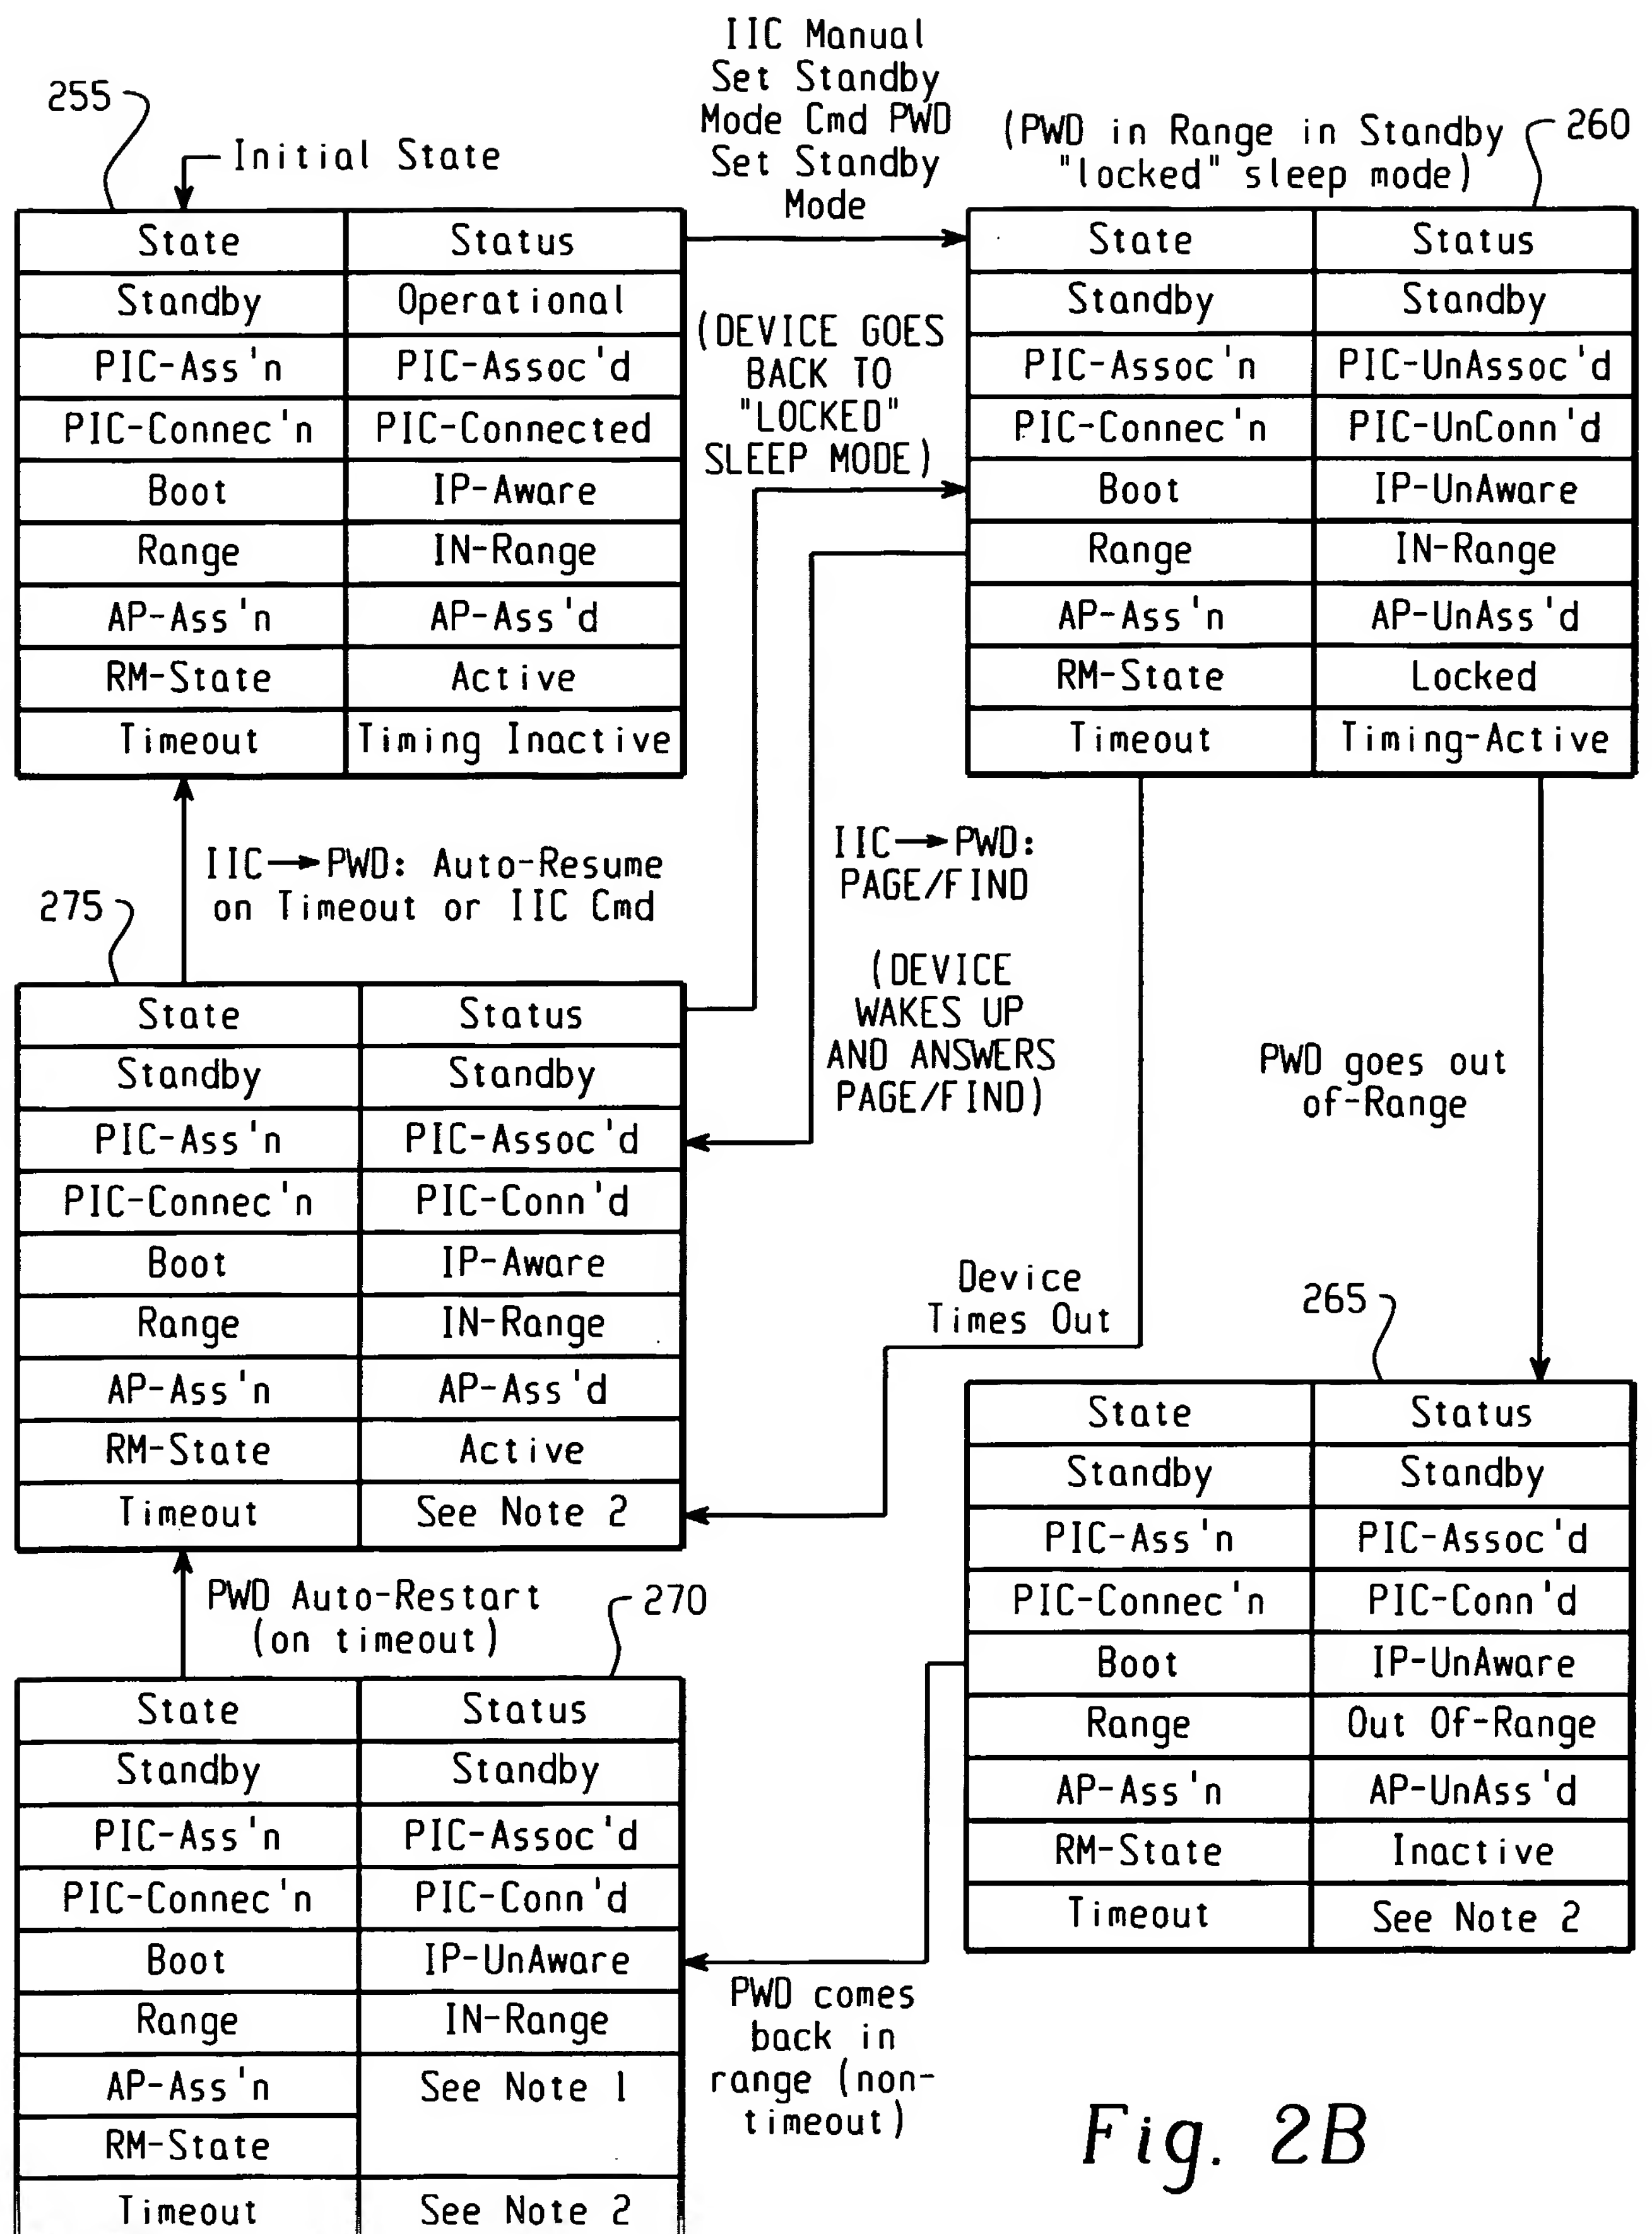 IIC Manual
Set Standby
Mode Cmd PWD
Set Standby
Mode
255
Initial State
(PWD in Range in Standby
"locked" sleep mode)
260
State Status
Standby Operational
PIC-Ass'n PIC-Assoc'd
PIC-Connec'n PIC-Connected
Boot IP-Aware
Range IN-Range
AP-Ass'n AP-Ass'd
RM-State Active
Timeout Timing Inactive
(DEVICE GOES
BACK TO
"LOCKED"
SLEEP MODE)
State Status
Standby Standby
PIC-Assoc'n PIC-UnAssoc'd
PIC-Connec'n PIC-UnConn'd
Boot IP-UnAware
Range IN-Range
AP-Ass'n AP-UnAss'd
RM-State Locked
Timeout Timing-Active
IIC→PWD: Auto-Resume
on Timeout or IIC Cmd
275
IIC→PWD:
PAGE/FIND
(DEVICE
WAKES UP
AND ANSWERS
PAGE/FIND)
PWD goes out
of-Range
State Status
Standby Standby
PIC-Ass'n PIC-Assoc'd
PIC-Connec'n PIC-Conn'd
Boot IP-Aware
Range IN-Range
AP-Ass'n AP-Ass'd
RM-State Active
Timeout See Note 2
Device
Times Out
265
State Status
Standby Standby
PIC-Ass'n PIC-Assoc'd
PIC-Connec'n PIC-Conn'd
Boot IP-UnAware
Range Out Of-Range
AP-Ass'n AP-UnAss'd
RM-State Inactive
Timeout See Note 2
PWD Auto-Restart
(on timeout)
270
State Status
Standby Standby
PIC-Ass'n PIC-Assoc'd
PIC-Connec'n PIC-Conn'd
Boot IP-UnAware
Range IN-Range
AP-Ass'n See Note 1
RM-State
Timeout See Note 2
PWD comes
back in
range (non-
timeout)
Fig. 2B